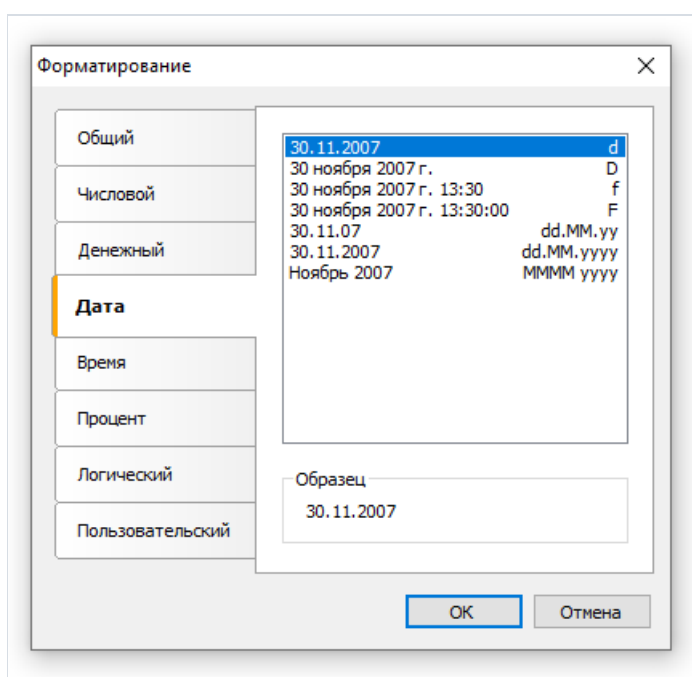 Форматирование
Общий
Числовой
Денежный
Дата
Время
Процент
Логический
Пользовательский
30.11.2007 d
30 ноября 2007 г. D
30 ноября 2007 г. 13:30 f
30 ноября 2007 г. 13:30:00 F
30.11.07 dd.MM.yy
30.11.2007 dd.MM.yyyy
Ноябрь 2007 MMMM yyyy
Образец
30.11.2007
ОК Отмена